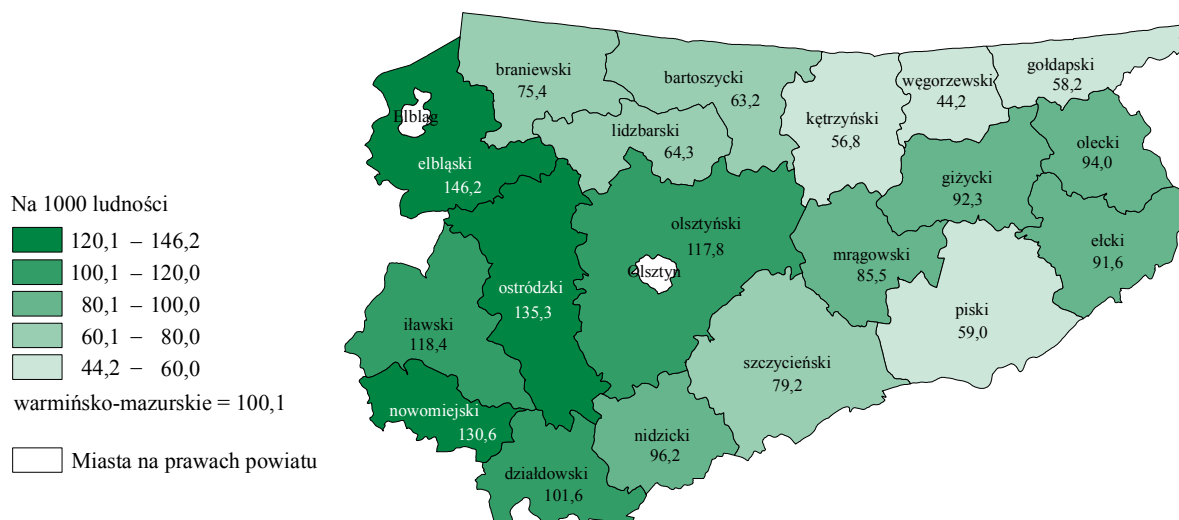 braniewski
75,4
bartoszycki
63,2
węgorzewski
44,2
gołdapski
58,2
Elbląg
kętrzyński
56,8
lidzbarski
64,3
olecki
94,0
elbląski
146,2
giżycki
92,3
olsztyński
117,8
mrągowski
85,5
ełcki
91,6
Olsztyn
ostródzki
135,3
piski
59,0
iławski
118,4
szczycieński
79,2
nowomiejski
130,6
nidzicki
96,2
działdowski
101,6
Na 1000 ludności
120,1 – 146,2
100,1 – 120,0
80,1 – 100,0
60,1 – 80,0
44,2 – 60,0
warmińsko-mazurskie = 100,1
Miasta na prawach powiatu